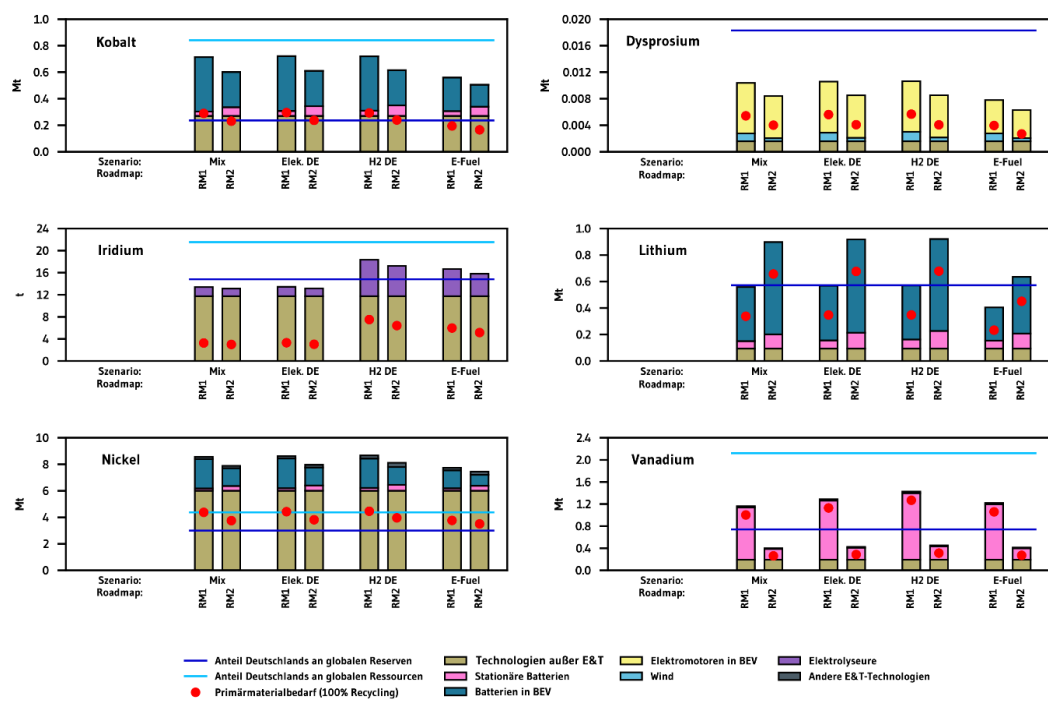 Kobalt
Mt
1.0
0.8
0.6
0.4
0.2
0.0
Szenario: Mix Elek. DE H2 DE E-Fuel
Roadmap: RM1 RM2 RM1 RM2 RM1 RM2 RM1 RM2
Dysprosium
Mt
0.020
0.016
0.012
0.008
0.004
0.000
Szenario: Mix Elek. DE H2 DE E-Fuel
Roadmap: RM1 RM2 RM1 RM2 RM1 RM2 RM1 RM2
Iridium
t
24
20
16
12
8
4
0
Szenario: Mix Elek. DE H2 DE E-Fuel
Roadmap: RM1 RM2 RM1 RM2 RM1 RM2 RM1 RM2
Lithium
Mt
1.0
0.8
0.6
0.4
0.2
0.0
Szenario: Mix Elek. DE H2 DE E-Fuel
Roadmap: RM1 RM2 RM1 RM2 RM1 RM2 RM1 RM2
Nickel
Mt
10
8
6
4
2
0
Szenario: Mix Elek. DE H2 DE E-Fuel
Roadmap: RM1 RM2 RM1 RM2 RM1 RM2 RM1 RM2
Vanadium
Mt
2.4
2.0
1.6
1.2
0.8
0.4
0.0
Szenario: Mix Elek. DE H2 DE E-Fuel
Roadmap: RM1 RM2 RM1 RM2 RM1 RM2 RM1 RM2
Anteil Deutschlands an globalen Reserven
Anteil Deutschlands an globalen Ressourcen
Primärmaterialbedarf (100% Recycling)
Technologien außer E&T
Stationäre Batterien
Batterien in BEV
Elektromotoren in BEV
Wind
Elektrolyseure
Andere E&T-Technologien